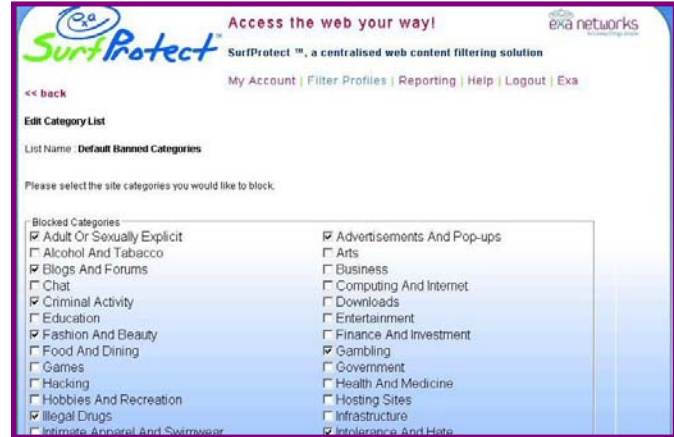 Exa
SurfProtect™
Access the web your way!
exa networks
SurfProtect ™, a centralised web content filtering solution
My Account | Filter Profiles | Reporting | Help | Logout | Exa
<< back
Edit Category List
List Name : Default Banned Categories
Please select the site categories you would like to block.
Blocked Categories
Adult Or Sexually Explicit
Advertisements And Pop-ups
Alcohol And Tabacco
Arts
Blogs And Forums
Business
Chat
Computing And Internet
Criminal Activity
Downloads
Education
Entertainment
Fashion And Beauty
Finance And Investment
Food And Dining
Gambling
Games
Government
Hacking
Health And Medicine
Hobbies And Recreation
Hosting Sites
Illegal Drugs
Infrastructure
Intimate Apparel And Swimwear
Intolerance And Hate